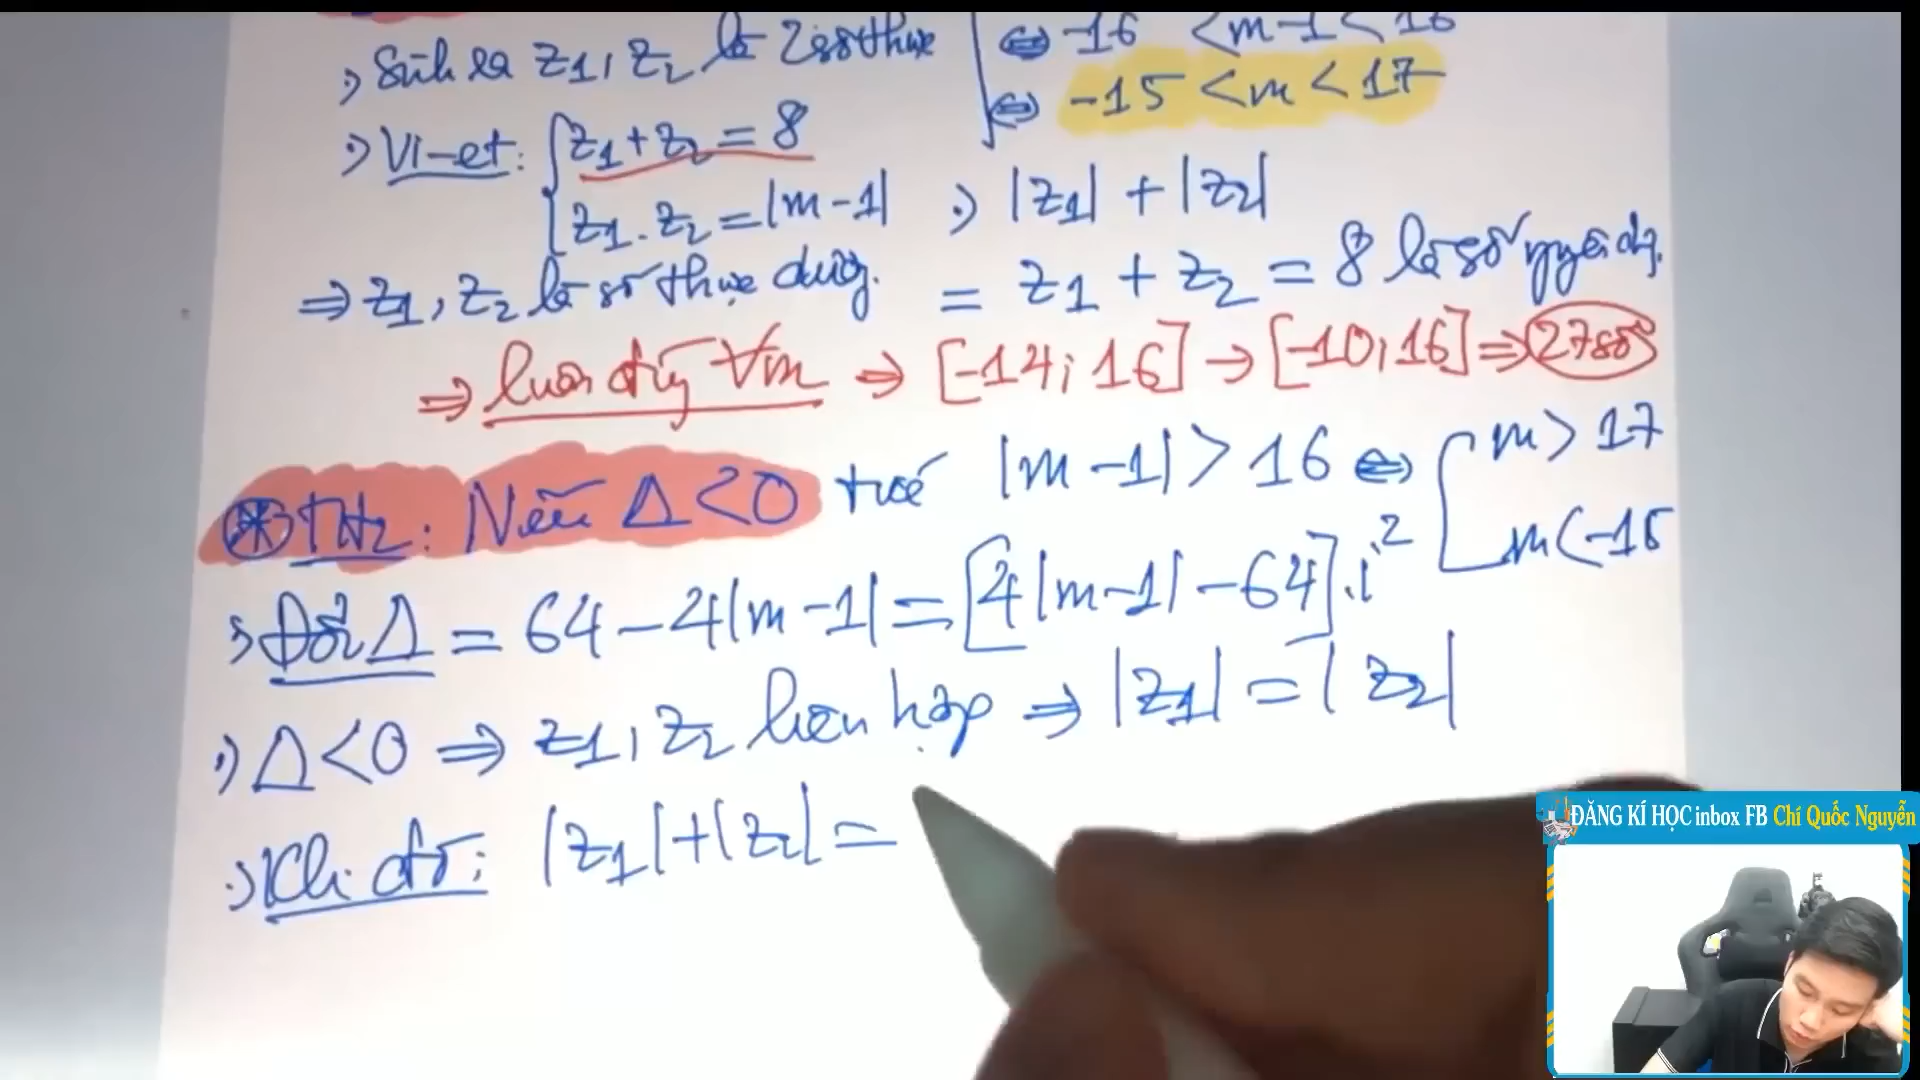 Sinh ra z₁, z₂ là 2 số thực
⇔ -16 < m-1 < 16
⇔ -15 < m < 17
Vi-et: { z₁ + z₂ = 8
z₁ . z₂ = |m - 1|
|z₁| + |z₂|
⇒ z₁, z₂ là số thực dương.
= z₁ + z₂ = 8 là số nguyên dg.
⇒ luôn đúng ∀m ⇒ [-14; 16] → [-10; 16] ⇒ 27 số
TH₂: Nếu Δ < 0 tức |m - 1| > 16 ⇔ [ m > 17
m < -15
Đổi Δ = 64 - 4|m - 1| = [4|m - 1| - 64] . i²
Δ < 0 ⇒ z₁, z₂ liên hợp ⇒ |z₁| = |z₂|
Khi đó: |z₁| + |z₂| =
ĐĂNG KÍ HỌC inbox FB Chí Quốc Nguyễn